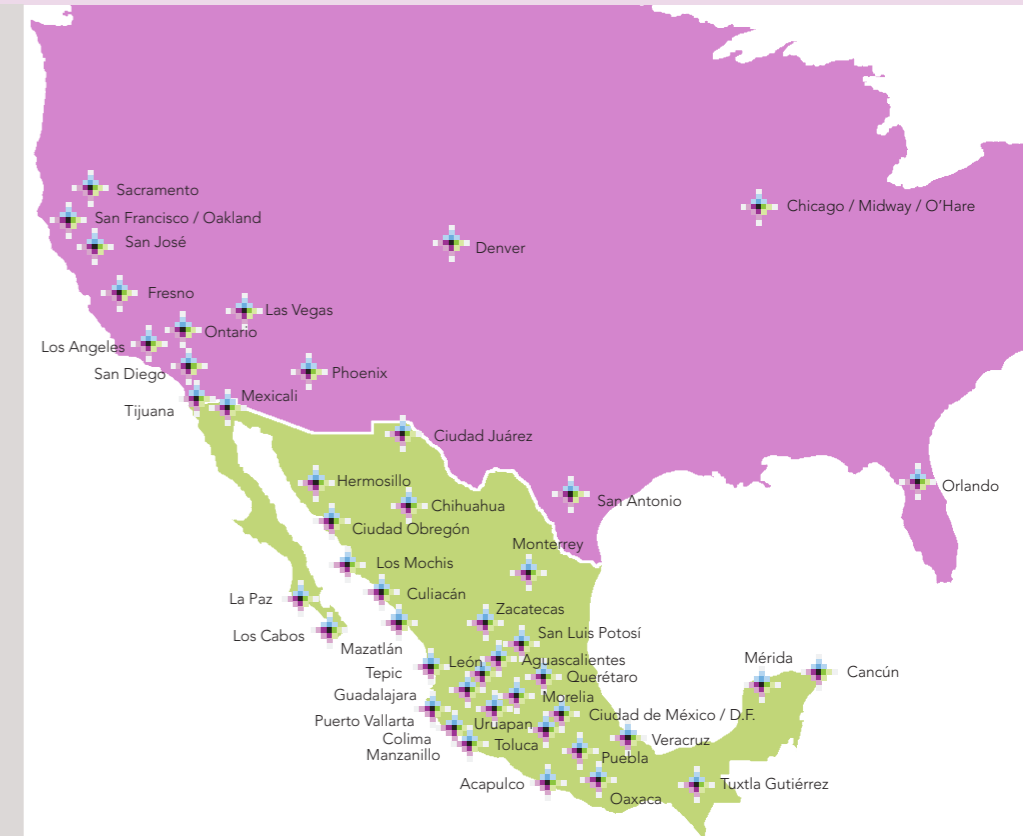 Sacramento
Chicago / Midway / O’Hare
San Francisco / Oakland
San José
Denver
Fresno
Las Vegas
Ontario
Los Angeles
San Diego
Phoenix
Mexicali
Tijuana
Ciudad Juárez
Hermosillo
Orlando
San Antonio
Chihuahua
Ciudad Obregón
Monterrey
Los Mochis
Culiacán
La Paz
Zacatecas
Los Cabos
San Luis Potosí
Mazatlán
Mérida
León
Aguascalientes
Tepic
Querétaro
Cancún
Guadalajara
Morelia
Ciudad de México / D.F.
Puerto Vallarta
Uruapan
Colima
Veracruz
Toluca
Manzanillo
Puebla
Acapulco
Tuxtla Gutiérrez
Oaxaca